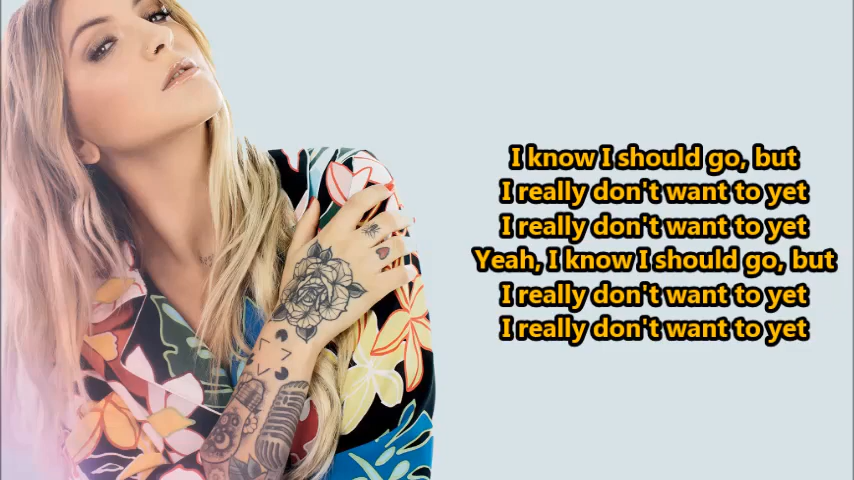 I know I should go, but
I really don't want to yet
I really don't want to yet
Yeah, I know I should go, but
I really don't want to yet
I really don't want to yet